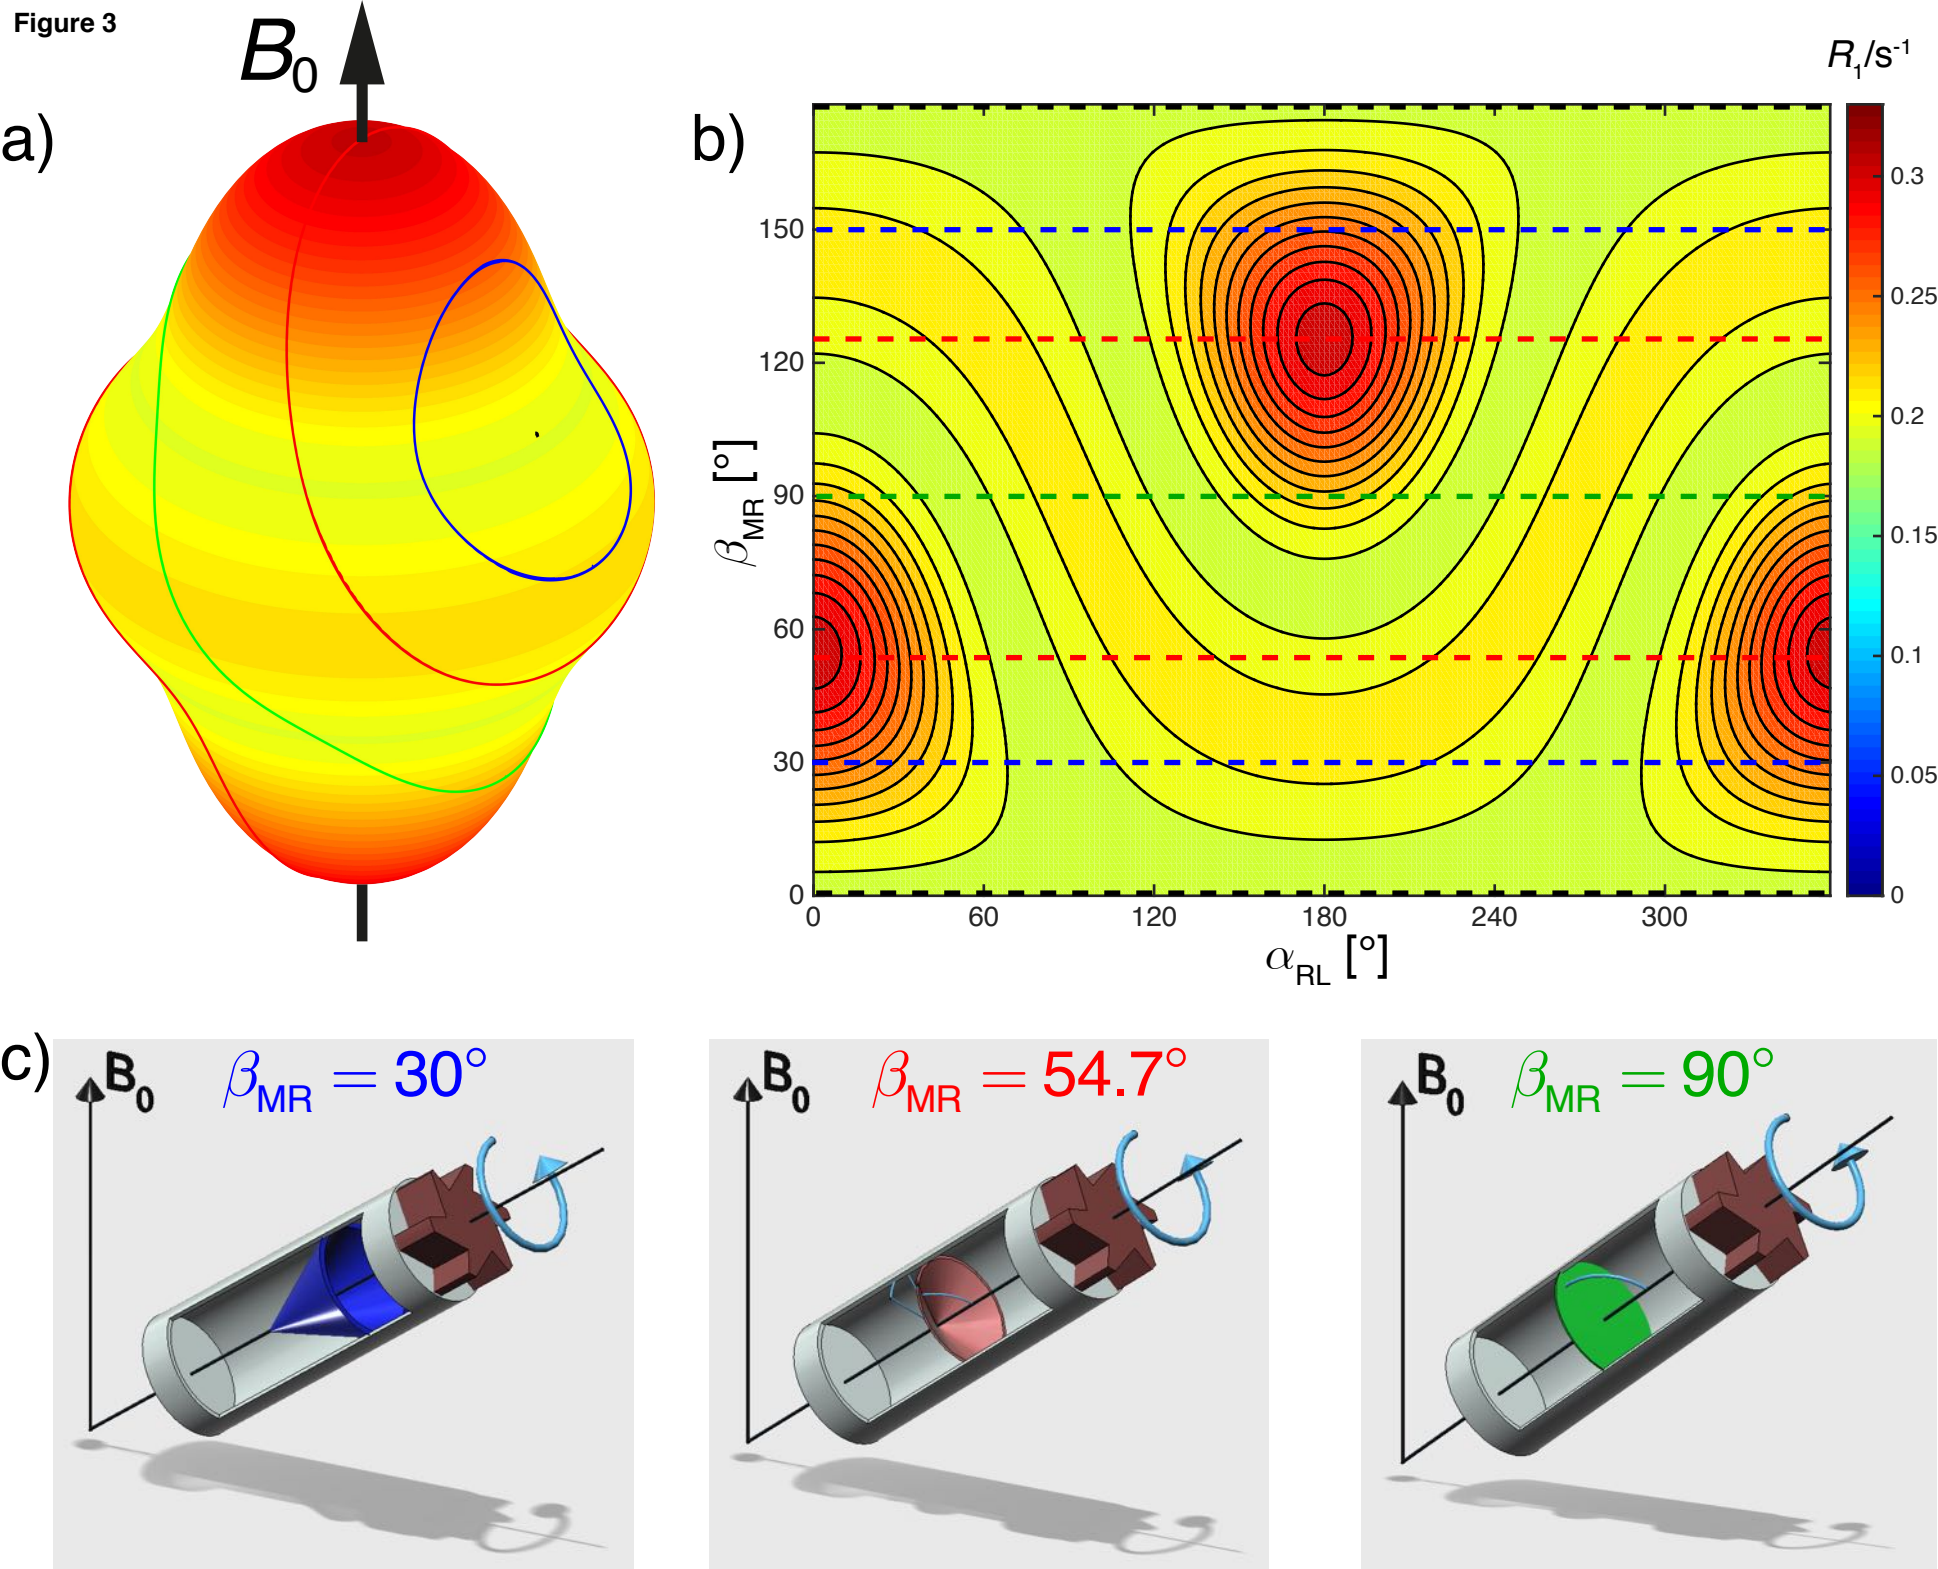 Figure 3
B0
a)
b)
R1/s-1
0.3
0.25
0.2
0.15
0.1
0.05
0
βMR [°]
150
120
90
60
30
0
0 60 120 180 240 300
αRL [°]
c)
B0
βMR = 30°
B0
βMR = 54.7°
B0
βMR = 90°